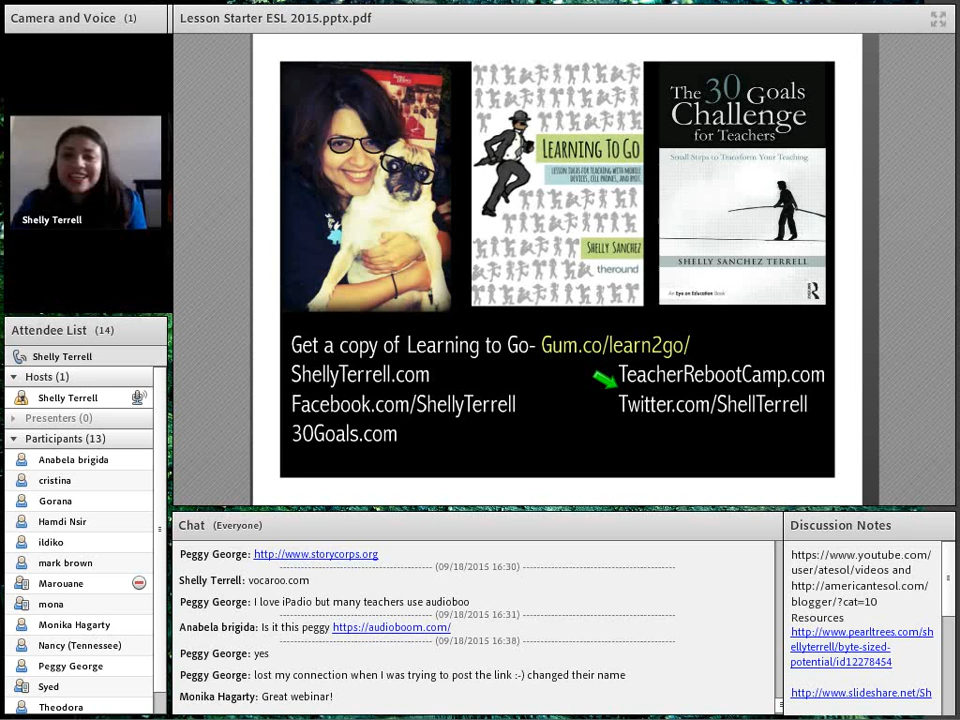 Camera and Voice (1)
Shelly Terrell
Attendee List (14)
Shelly Terrell
Hosts (1)
Shelly Terrell
Presenters (0)
Participants (13)
Anabela brigida
cristina
Gorana
Hamdi Nsir
ildiko
mark brown
Marouane
mona
Monika Hagarty
Nancy (Tennessee)
Peggy George
Syed
Theodora
Lesson Starter ESL 2015.pptx.pdf
LEARNING TO GO
LESSON IDEAS FOR TEACHING WITH MOBILE
DEVICES, CELL PHONES, AND BYOT.
SHELLY SANCHEZ
theround
The 30 Goals
Challenge
for Teachers
Small Steps to Transform Your Teaching
SHELLY SANCHEZ TERRELL
An Eye on Education Book
R
Get a copy of Learning to Go- Gum.co/learn2go/
ShellyTerrell.com
TeacherRebootCamp.com
Facebook.com/ShellyTerrell
Twitter.com/ShellTerrell
30Goals.com
Chat (Everyone)
Peggy George: http://www.storycorps.org
(09/18/2015 16:30)
Shelly Terrell: vocaroo.com
Peggy George: I love iPadio but many teachers use audioboo
(09/18/2015 16:31)
Anabela brigida: Is it this peggy https://audioboom.com/
(09/18/2015 16:38)
Peggy George: yes
Peggy George: lost my connection when I was trying to post the link :-) changed their name
Monika Hagarty: Great webinar!
Discussion Notes
https://www.youtube.com/
user/atesol/videos and
http://americantesol.com/
blogger/?cat=10
Resources
http://www.pearltrees.com/sh
ellyterrell/byte-sized-
potential/id12278454
http://www.slideshare.net/Sh